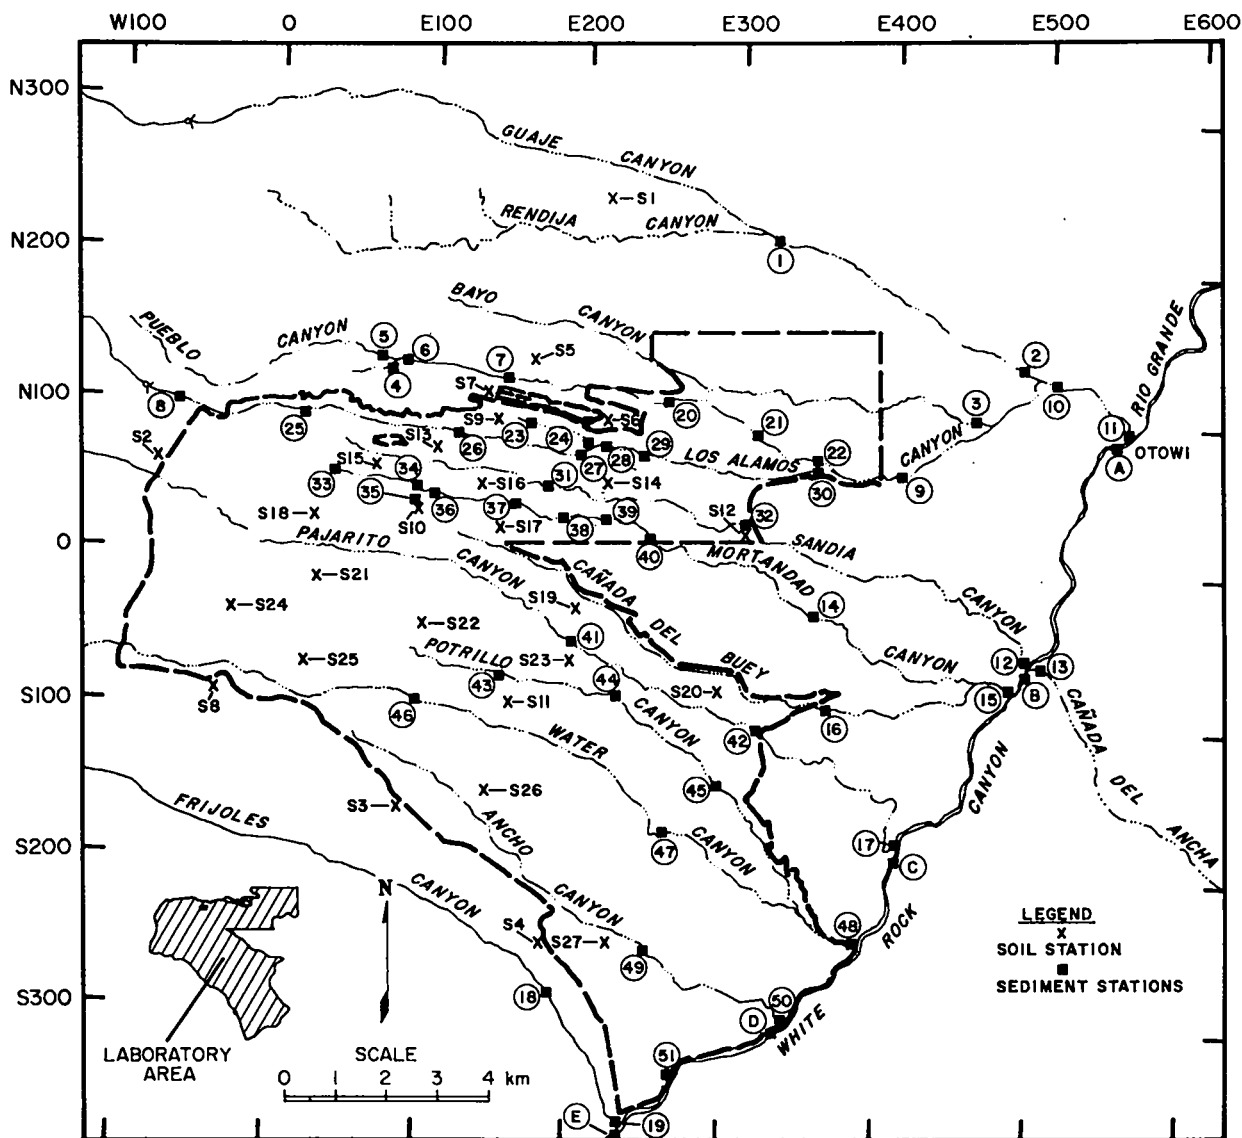 W100 0 E100 E200 E300 E400 E500 E600
N300
GUAJE
CANYON
X—S1
RENDIJA CANYON
N200
1
BAYO
CANYON
RIO GRANDE
PUEBLO
CANYON
5
6
4
7
X—S5
2
10
N100
S7
8
25
S9
S6
20
3
11
OTOWI
A
S2
S13
26
23
24
27
28
29
21
LOS ALAMOS
CANYON
22
30
9
S15
34
33
35
36
S10
X—S16
31
X—S14
S18—X
37
X—S17
38
39
S12
32
0
40
PAJARITO
CANYON
MORTANDAD
SANDIA
CANYON
X—S21
CAÑADA
DEL
BUEY
X—S24
S19
X—S22
14
41
CANYON
12
13
B
15
X—S25
POTRILLO
CANYON
S23—X
43
44
S20—X
S100
S8
46
X—S11
42
16
CAÑADA
DEL
ANCHA
WATER
CANYON
S3—X
X—S26
45
CANYON
FRIJOLES
CANYON
ANCHO
CANYON
S200
47
17
C
N
S4
S27—X
49
48
ROCK
LEGEND
X
SOIL STATION
SEDIMENT STATIONS
S300
18
50
D
WHITE
LABORATORY
AREA
SCALE
0 1 2 3 4 km
51
E
19